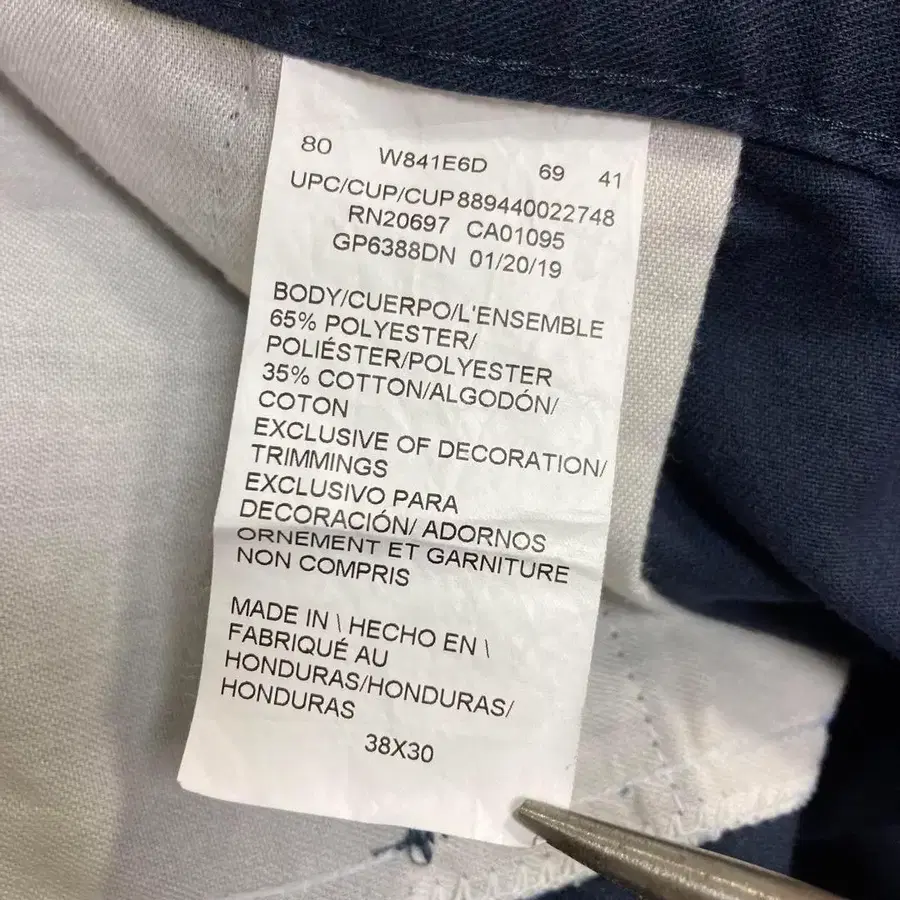 80 W841E6D 69 41
UPC/CUP/CUP 889440022748
RN20697 CA01095
GP6388DN 01/20/19
BODY/CUERPO/L'ENSEMBLE
65% POLYESTER/
POLIÉSTER/POLYESTER
35% COTTON/ALGODÓN/
COTON
EXCLUSIVE OF DECORATION/
TRIMMINGS
EXCLUSIVO PARA
DECORACIÓN/ ADORNOS
ORNEMENT ET GARNITURE
NON COMPRIS
MADE IN \ HECHO EN \
FABRIQUÉ AU
HONDURAS/HONDURAS/
HONDURAS
38X30